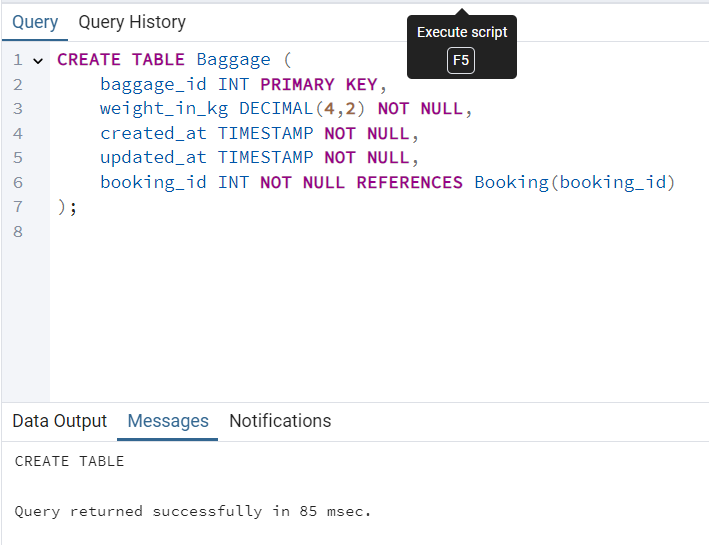 Query Query History
Execute script
F5
1 CREATE TABLE Baggage (
2 baggage_id INT PRIMARY KEY,
3 weight_in_kg DECIMAL(4,2) NOT NULL,
4 created_at TIMESTAMP NOT NULL,
5 updated_at TIMESTAMP NOT NULL,
6 booking_id INT NOT NULL REFERENCES Booking(booking_id)
7 );
8
Data Output Messages Notifications
CREATE TABLE
Query returned successfully in 85 msec.